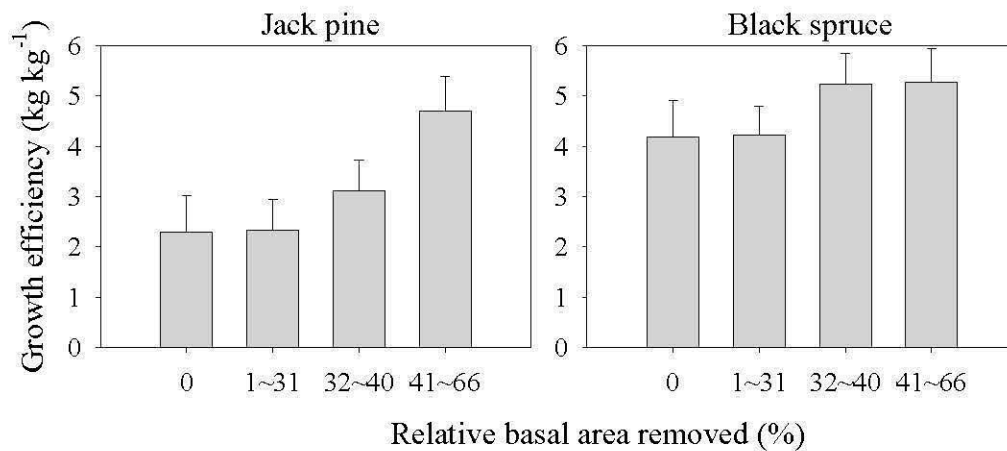 Jack pine
Black spruce
Growth efficiency (kg kg⁻¹)
6
5
4
3
2
1
0
6
5
4
3
2
1
0
0 1~31 32~40 41~66
0 1~31 32~40 41~66
Relative basal area removed (%)